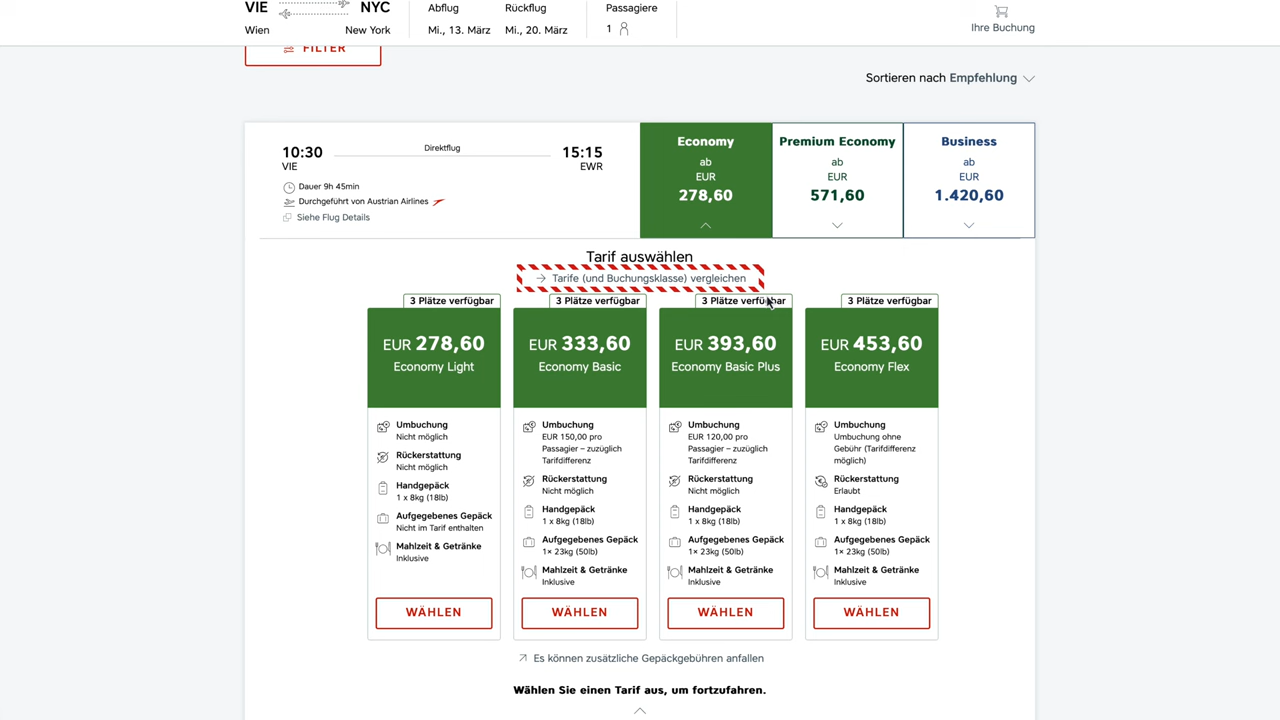 VIE
NYC
Abflug
Rückflug
Passagiere
Wien
New York
Mi., 13. März
Mi., 20. März
1
Ihre Buchung
FILTER
Sortieren nach Empfehlung
10:30
Direktflug
15:15
VIE
EWR
Dauer 9h 45min
Durchgeführt von Austrian Airlines
Siehe Flug Details
Economy
ab
EUR
278,60
Premium Economy
ab
EUR
571,60
Business
ab
EUR
1.420,60
Tarif auswählen
Tarife (und Buchungsklasse) vergleichen
3 Plätze verfügbar
EUR 278,60
Economy Light
Umbuchung
Nicht möglich
Rückerstattung
Nicht möglich
Handgepäck
1 x 8kg (18lb)
Aufgegebenes Gepäck
Nicht im Tarif enthalten
Mahlzeit & Getränke
Inklusive
WÄHLEN
3 Plätze verfügbar
EUR 333,60
Economy Basic
Umbuchung
EUR 150,00 pro
Passagier – zuzüglich
Tarifdifferenz
Rückerstattung
Nicht möglich
Handgepäck
1 x 8kg (18lb)
Aufgegebenes Gepäck
1× 23kg (50lb)
Mahlzeit & Getränke
Inklusive
WÄHLEN
3 Plätze verfügbar
EUR 393,60
Economy Basic Plus
Umbuchung
EUR 120,00 pro
Passagier – zuzüglich
Tarifdifferenz
Rückerstattung
Nicht möglich
Handgepäck
1 x 8kg (18lb)
Aufgegebenes Gepäck
1× 23kg (50lb)
Mahlzeit & Getränke
Inklusive
WÄHLEN
3 Plätze verfügbar
EUR 453,60
Economy Flex
Umbuchung
Umbuchung ohne
Gebühr (Tarifdifferenz
möglich)
Rückerstattung
Erlaubt
Handgepäck
1 x 8kg (18lb)
Aufgegebenes Gepäck
1× 23kg (50lb)
Mahlzeit & Getränke
Inklusive
WÄHLEN
Es können zusätzliche Gepäckgebühren anfallen
Wählen Sie einen Tarif aus, um fortzufahren.